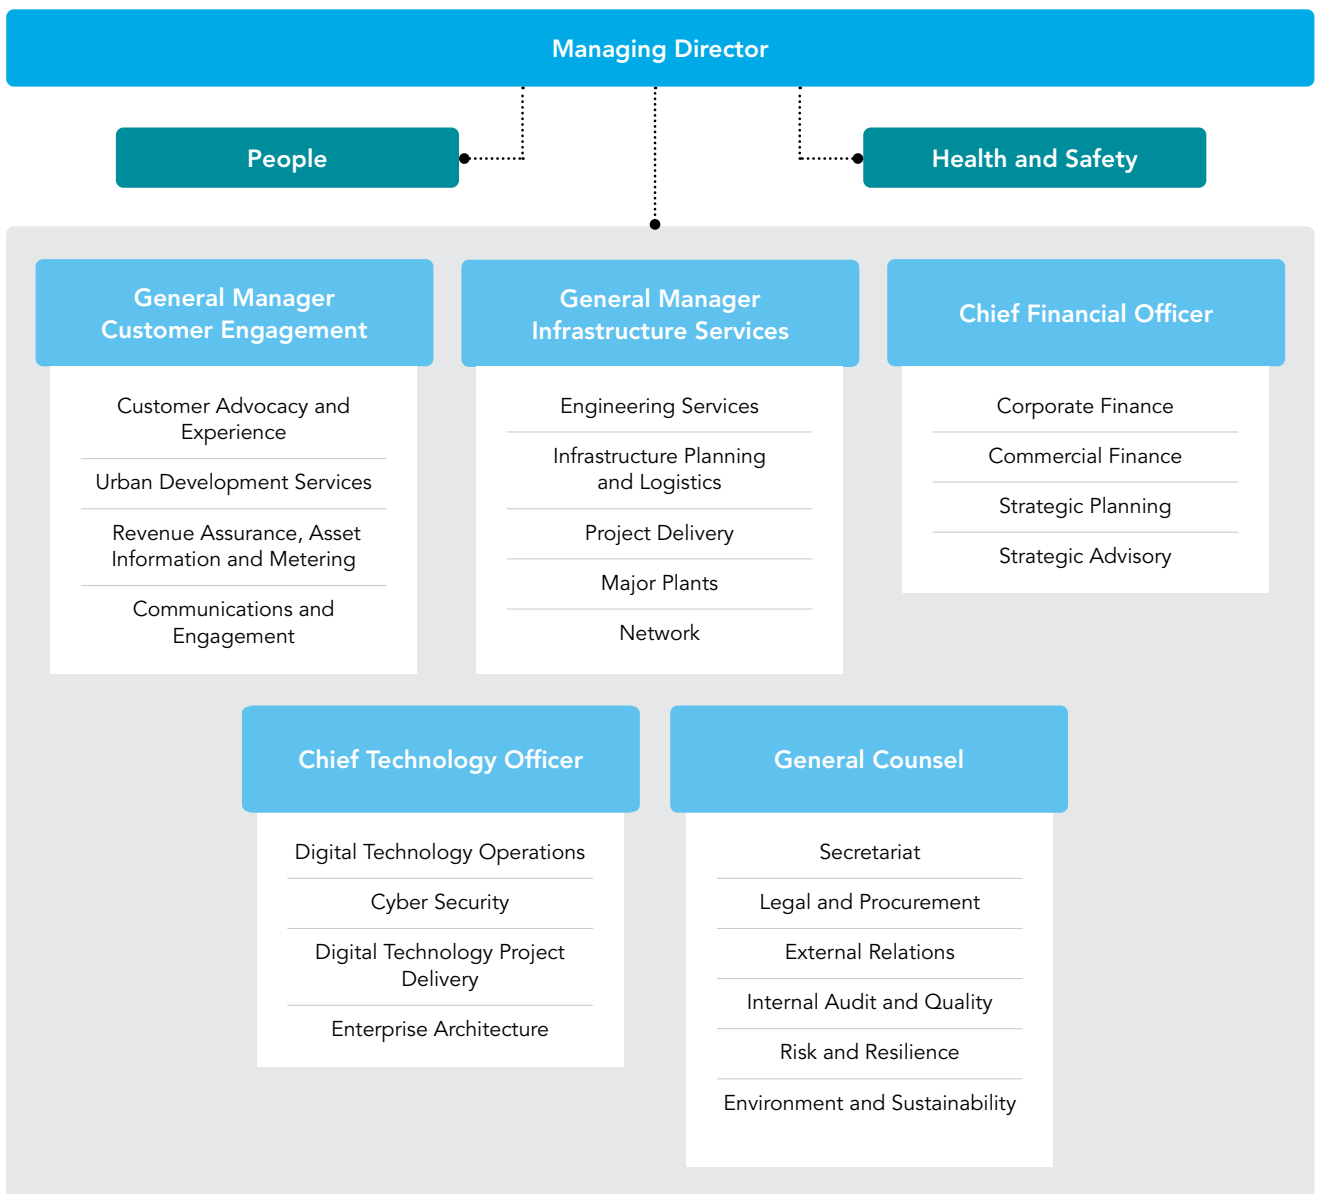 Managing Director
People
Health and Safety
General Manager
Customer Engagement
Customer Advocacy and
Experience
Urban Development Services
Revenue Assurance, Asset
Information and Metering
Communications and
Engagement
General Manager
Infrastructure Services
Engineering Services
Infrastructure Planning
and Logistics
Project Delivery
Major Plants
Network
Chief Financial Officer
Corporate Finance
Commercial Finance
Strategic Planning
Strategic Advisory
Chief Technology Officer
Digital Technology Operations
Cyber Security
Digital Technology Project
Delivery
Enterprise Architecture
General Counsel
Secretariat
Legal and Procurement
External Relations
Internal Audit and Quality
Risk and Resilience
Environment and Sustainability